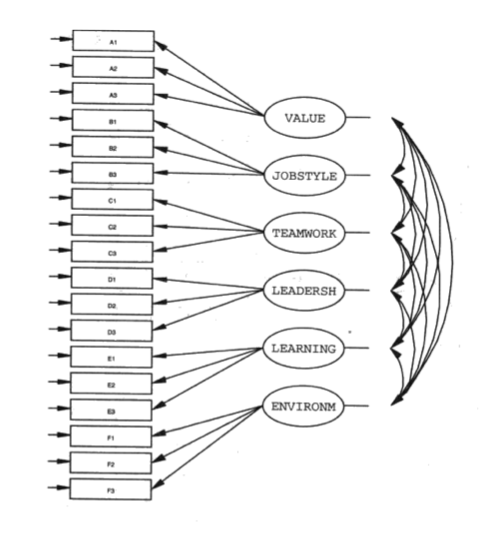 A1
A2
A3
B1
VALUE
B2
B3
JOBSTYLE
C1
C2
TEAMWORK
C3
D1
LEADERSH
D2
D3
E1
LEARNING
E2
E3
ENVIRONM
F1
F2
F3